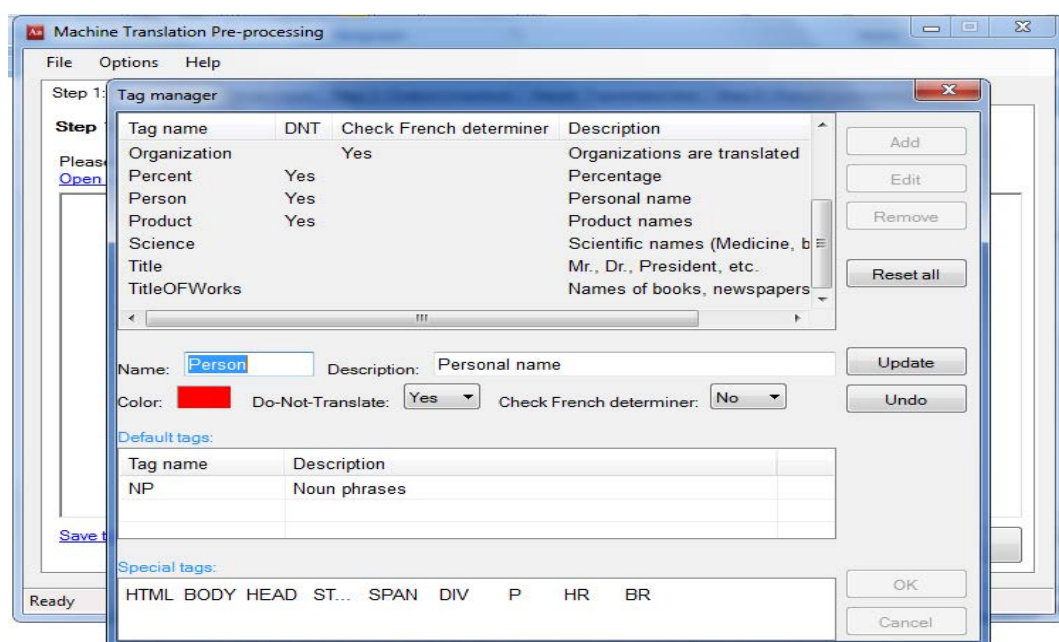 Machine Translation Pre-processing
File Options Help
Step 1:
Tag manager
Step
Please
Open
Tag name DNT Check French determiner Description
Organization Yes Organizations are translated
Percent Yes Percentage
Person Yes Personal name
Product Yes Product names
Science Scientific names (Medicine, b
Title Mr., Dr., President, etc.
TitleOFWorks Names of books, newspapers
Add
Edit
Remove
Reset all
Name: Person Description: Personal name
Update
Color: Do-Not-Translate: Yes Check French determiner: No
Undo
Default tags:
Tag name Description
NP Noun phrases
Save t
Special tags:
HTML BODY HEAD ST... SPAN DIV P HR BR
OK
Cancel
Ready